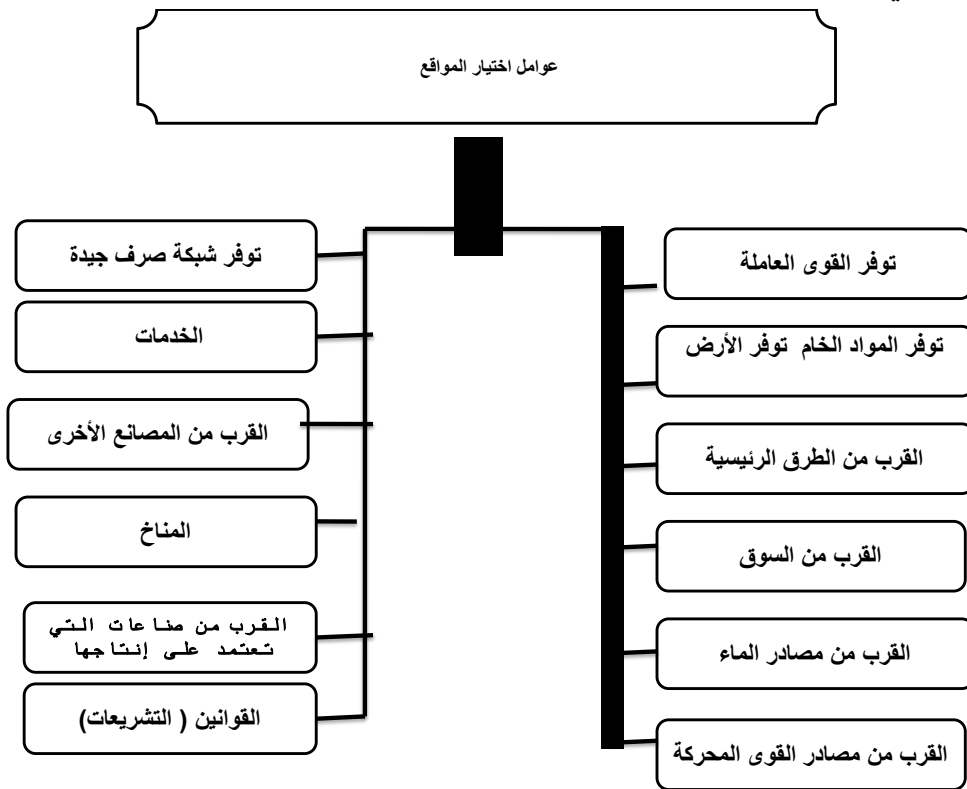 عوامل اختيار المواقع
توفر القوى العاملة
توفر المواد الخام توفر الأرض
القرب من الطرق الرئيسية
القرب من السوق
القرب من مصادر الماء
القرب من مصادر القوى المحركة
توفر شبكة صرف جيدة
الخدمات
القرب من المصانع الأخرى
المناخ
القرب من صناعات التي
تعتمد على إنتاجها
القوانين ( التشريعات)